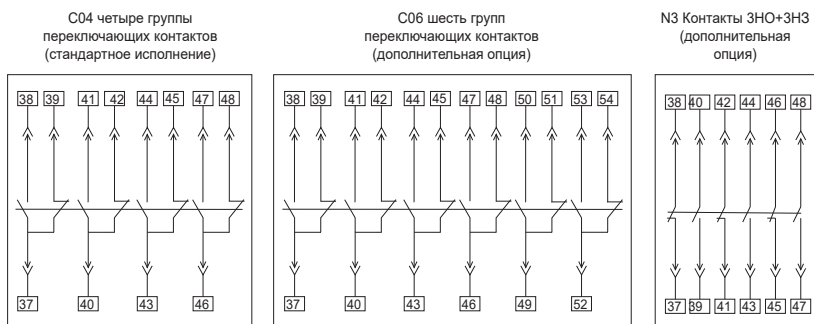 C04 четыре группы
переключающих контактов
(стандартное исполнение)
38 39 41 42 44 45 47 48
37 40 43 46
C06 шесть групп
переключающих контактов
(дополнительная опция)
38 39 41 42 44 45 47 48 50 51 53 54
37 40 43 46 49 52
N3 Контакты 3НО+3НЗ
(дополнительная
опция)
38 40 42 44 46 48
37 39 41 43 45 47